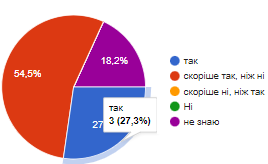 54,5%
18,2%
27
так
3 (27,3%)
так
скоріше так, ніж ні
скоріше ні, ніж так
Ні
не знаю